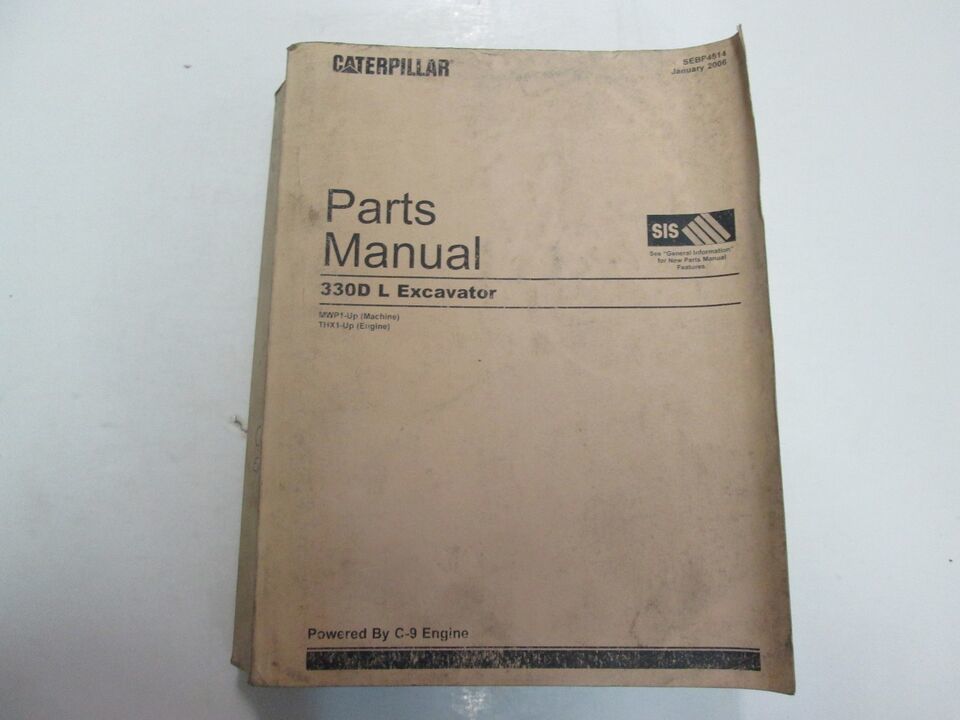 CATERPILLAR
SEBP4514
January 2006
Parts
Manual
SIS
See "General Information"
for New Parts Manual
Features.
330D L Excavator
MWP1-Up (Machine)
THX1-Up (Engine)
Powered By C-9 Engine